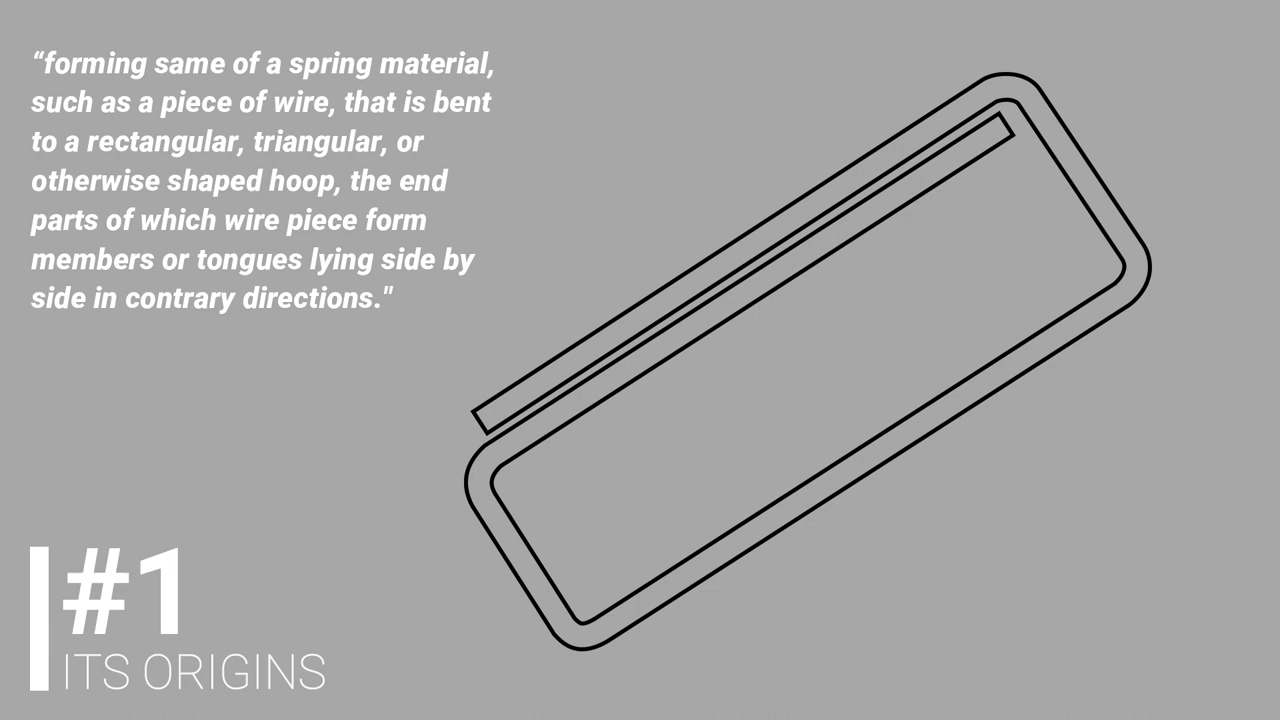 “forming same of a spring material,
such as a piece of wire, that is bent
to a rectangular, triangular, or
otherwise shaped hoop, the end
parts of which wire piece form
members or tongues lying side by
side in contrary directions."
#1
ITS ORIGINS